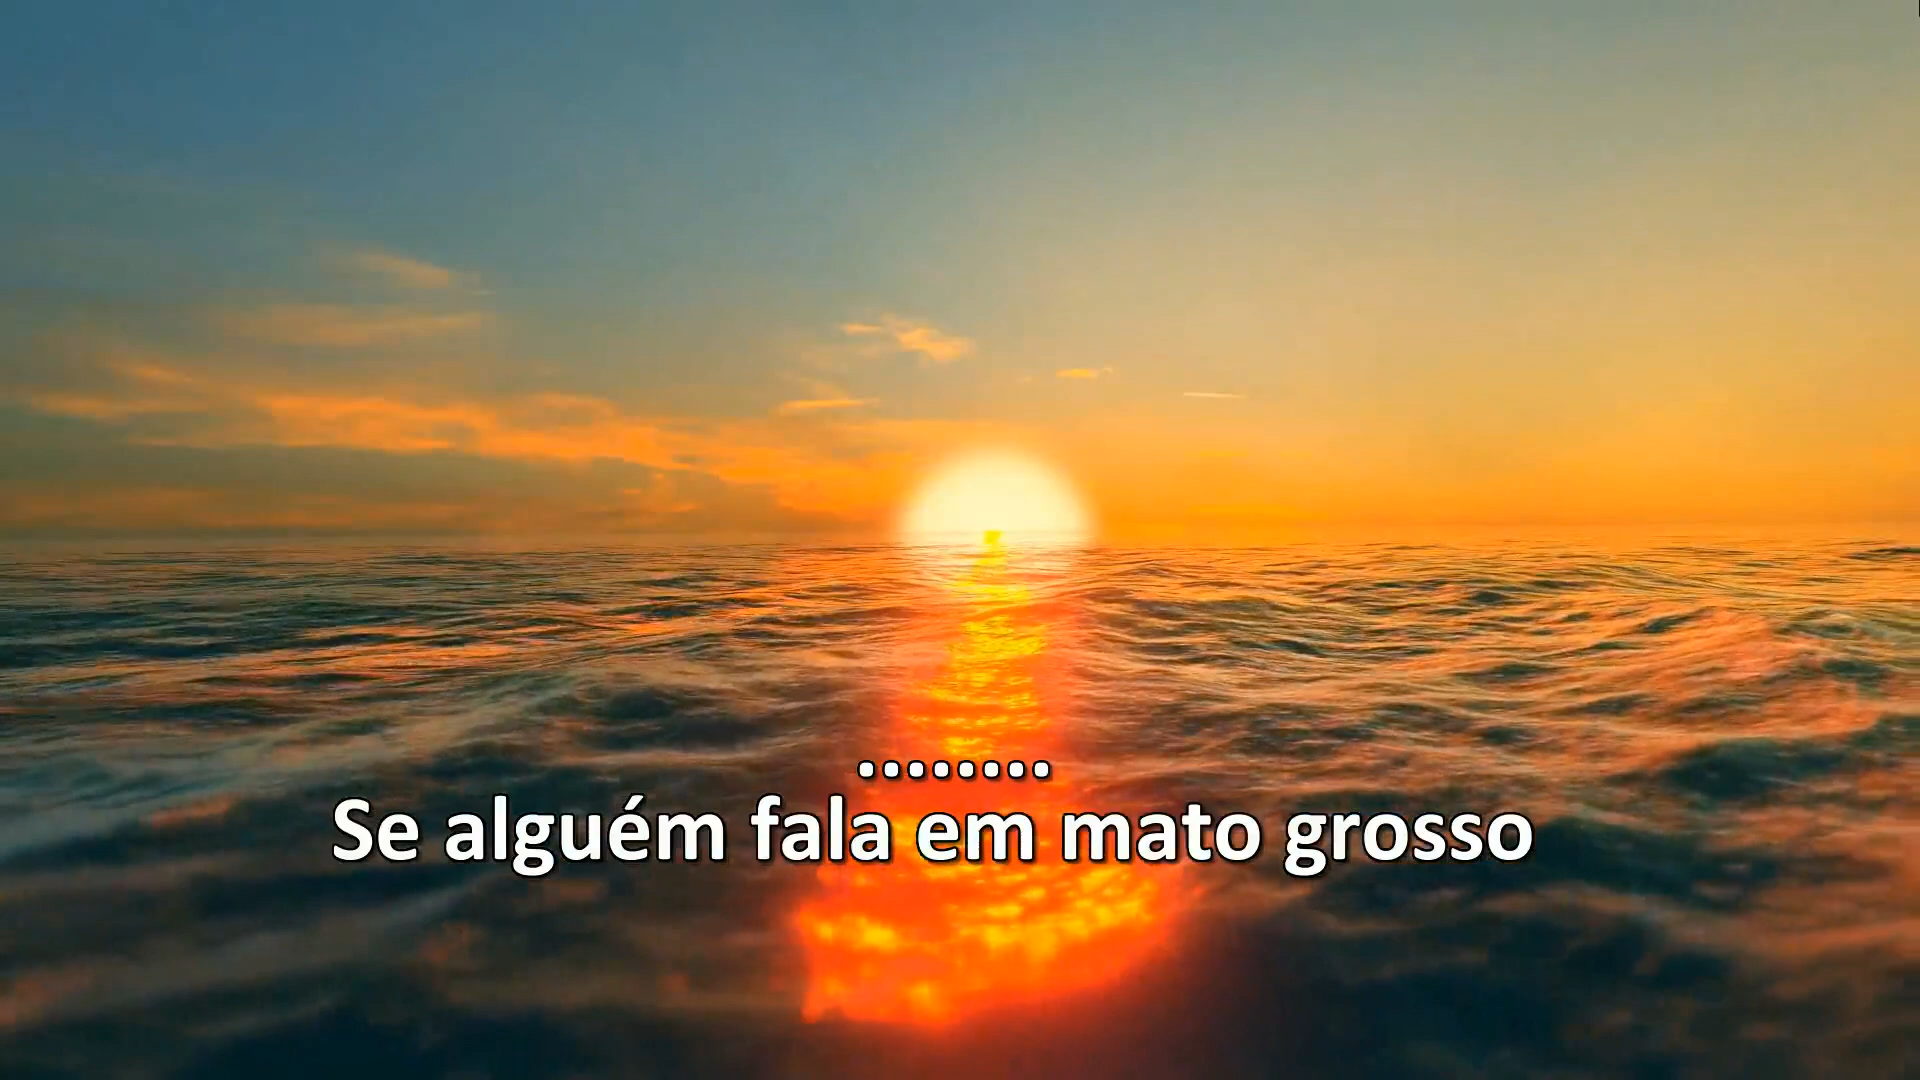 ........
Se alguém fala em mato grosso